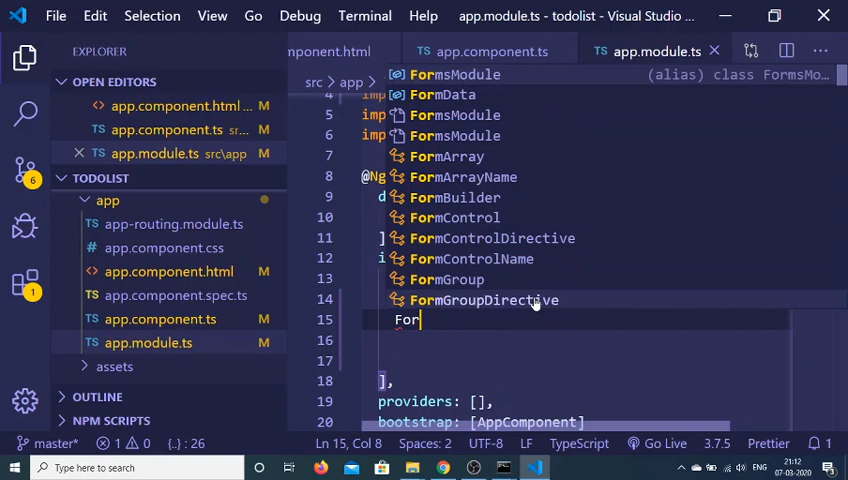 File Edit Selection View Go Debug Terminal Help app.module.ts - todolist - Visual Studio ...
EXPLORER
OPEN EDITORS
<> app.component.html... M
TS app.component.ts sr... M
TS app.module.ts src\app M
TODOLIST
app
TS app-routing.module.ts
app.component.css
<> app.component.html M
TS app.component.spec.ts
TS app.component.ts M
TS app.module.ts M
assets
OUTLINE
NPM SCRIPTS
6
1
mponent.html TS app.component.ts TS app.module.ts
src > app
FormsModule (alias) class FormsMo...
FormData
FormsModule
FormsModule
FormArray
FormArrayName
FormBuilder
FormControl
FormControlDirective
FormControlName
FormGroup
FormGroupDirective
4 imp
5 imp
6 imp
7
8 @Ng
9 d
10
11 ]
12 i
13
14
15 For
16
17
18 ],
19 providers: [],
20 bootstrap: [AppComponent]
master* 1 0 {..} : 26 Ln 15, Col 8 Spaces: 2 UTF-8 LF TypeScript Go Live 3.7.5 Prettier 1
Type here to search ENG 21:12
07-03-2020